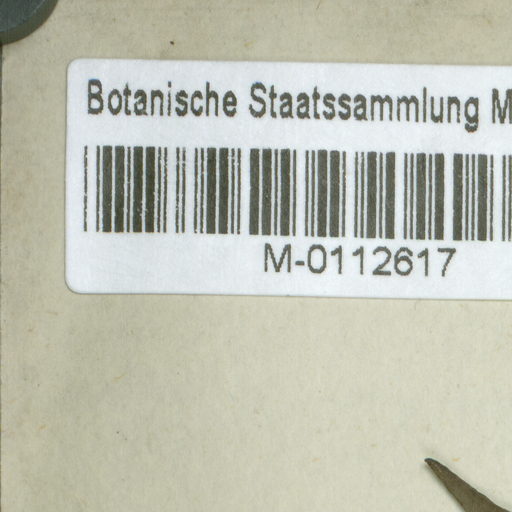 Botanische Staatssammlung M
M-0112617